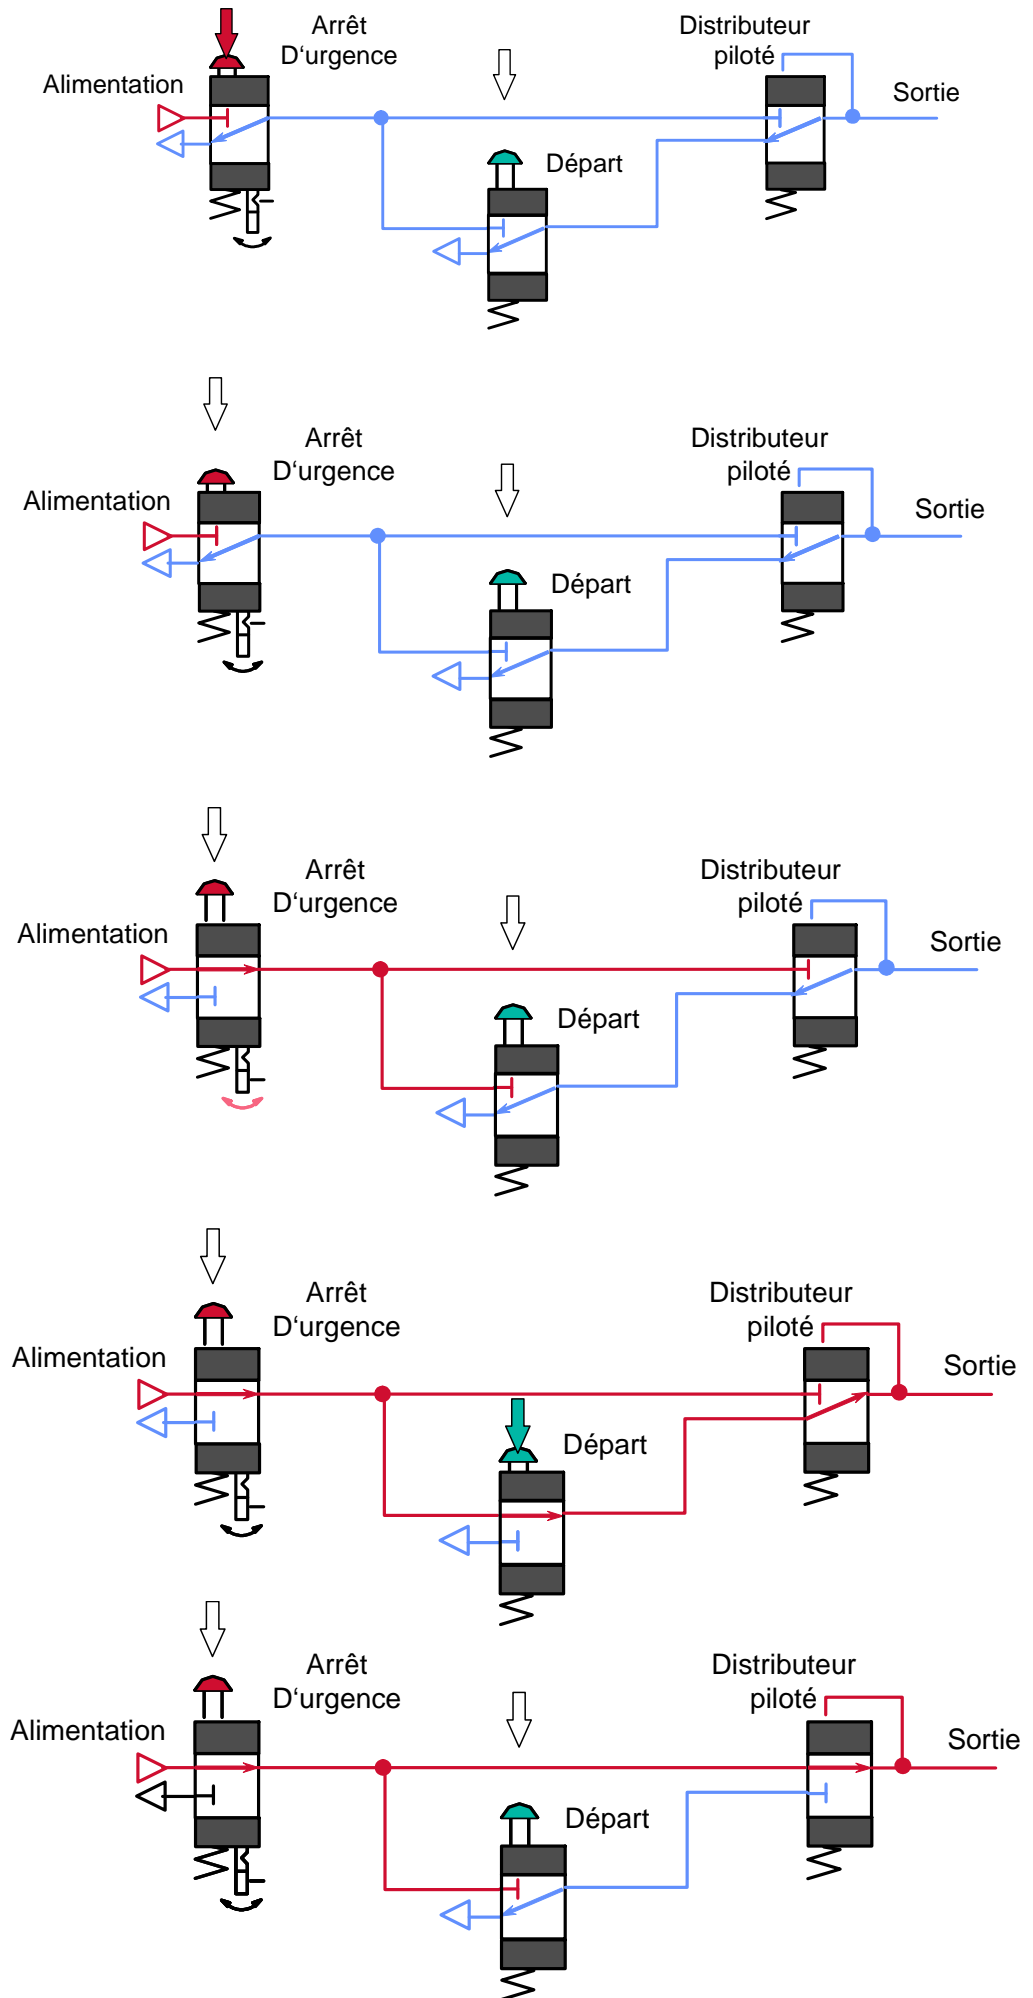 Arrêt
D‘urgence
Distributeur
piloté
Alimentation
Sortie
Départ
Arrêt
D‘urgence
Distributeur
piloté
Alimentation
Sortie
Départ
Arrêt
D‘urgence
Distributeur
piloté
Alimentation
Sortie
Départ
Arrêt
D‘urgence
Distributeur
piloté
Alimentation
Sortie
Départ
Arrêt
D‘urgence
Distributeur
piloté
Alimentation
Sortie
Départ